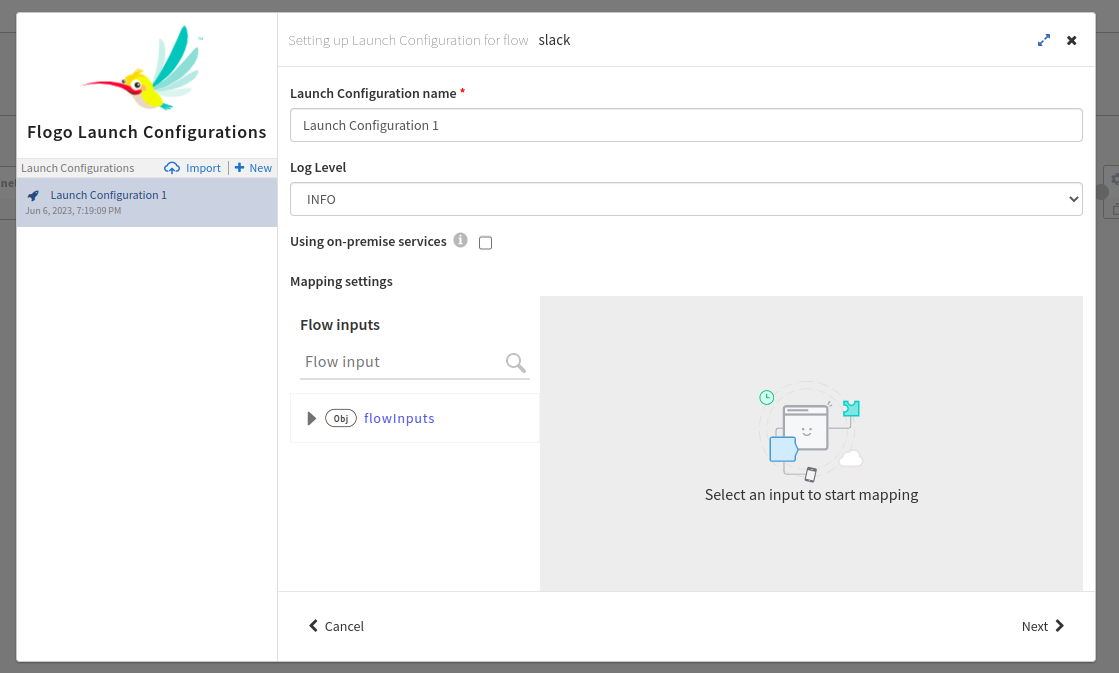 Setting up Launch Configuration for flow slack
™
Flogo Launch Configurations
Launch Configurations Import New
Launch Configuration 1
Jun 6, 2023, 7:19:09 PM
Launch Configuration name *
Launch Configuration 1
Log Level
INFO
Using on-premise services i
Mapping settings
Flow inputs
Flow input
Obj flowInputs
Select an input to start mapping
Cancel
Next